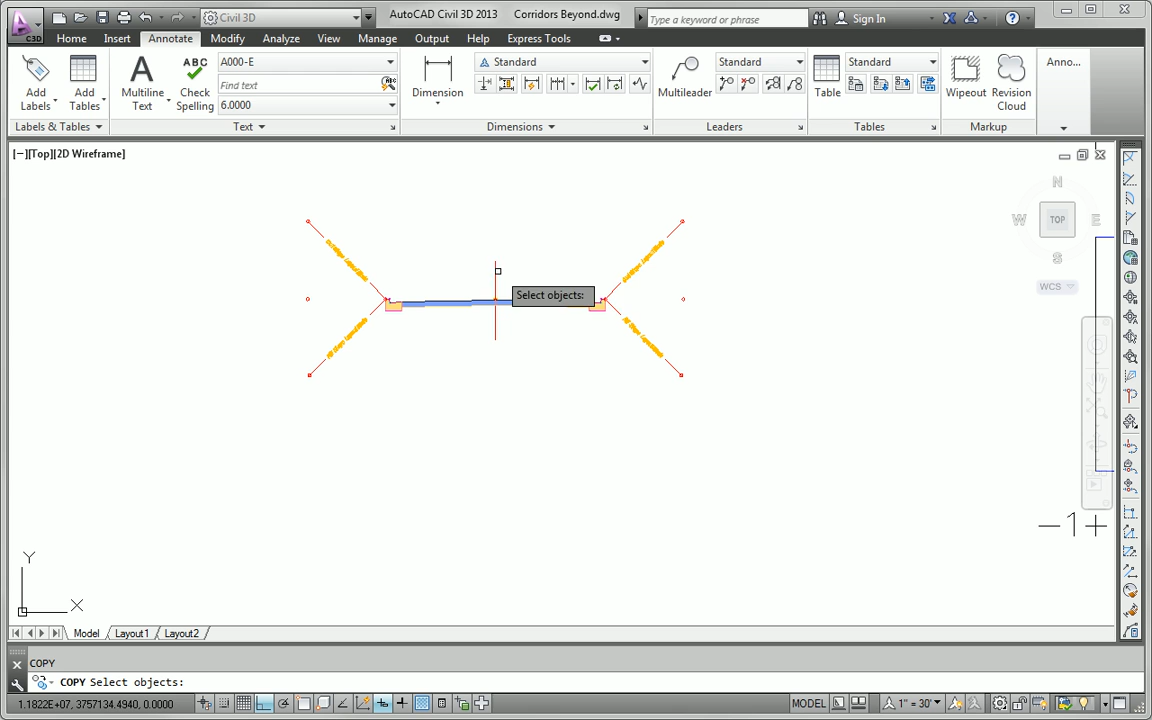 Civil 3D
AutoCAD Civil 3D 2013 Corridors Beyond.dwg
Type a keyword or phrase
Sign In
C3D
Home Insert Annotate Modify View Analyze Manage Output Help Express Tools
Add Labels
Add Tables
Multiline Text
ABC
Check Spelling
A000-E
Find text
6.0000
Dimension
Standard
Multileader
Standard
Table
Standard
Wipeout
Revision Cloud
Anno...
Labels & Tables
Text
Dimensions
Leaders
Tables
Markup
[−][Top][2D Wireframe]
N
W
TOP
E
S
WCS
Select objects:
—1+
Y
X
Model Layout1 Layout2
COPY
COPY Select objects:
1.1822E+07, 3757134.4940, 0.0000
MODEL
1" = 30'